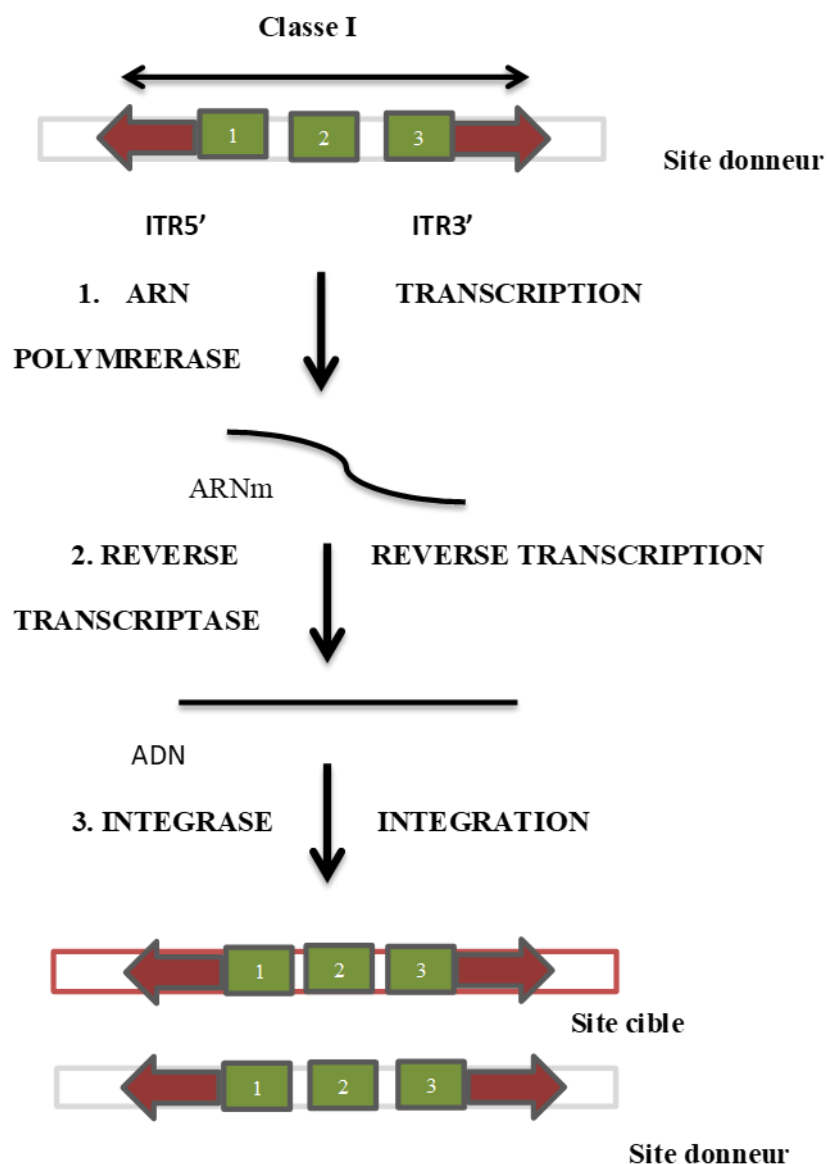 Classe I
1 2 3
Site donneur
ITR5’ ITR3’
1. ARN TRANSCRIPTION
POLYMRERASE
ARNm
2. REVERSE REVERSE TRANSCRIPTION
TRANSCRIPTASE
ADN
3. INTEGRASE INTEGRATION
1 2 3
Site cible
1 2 3
Site donneur